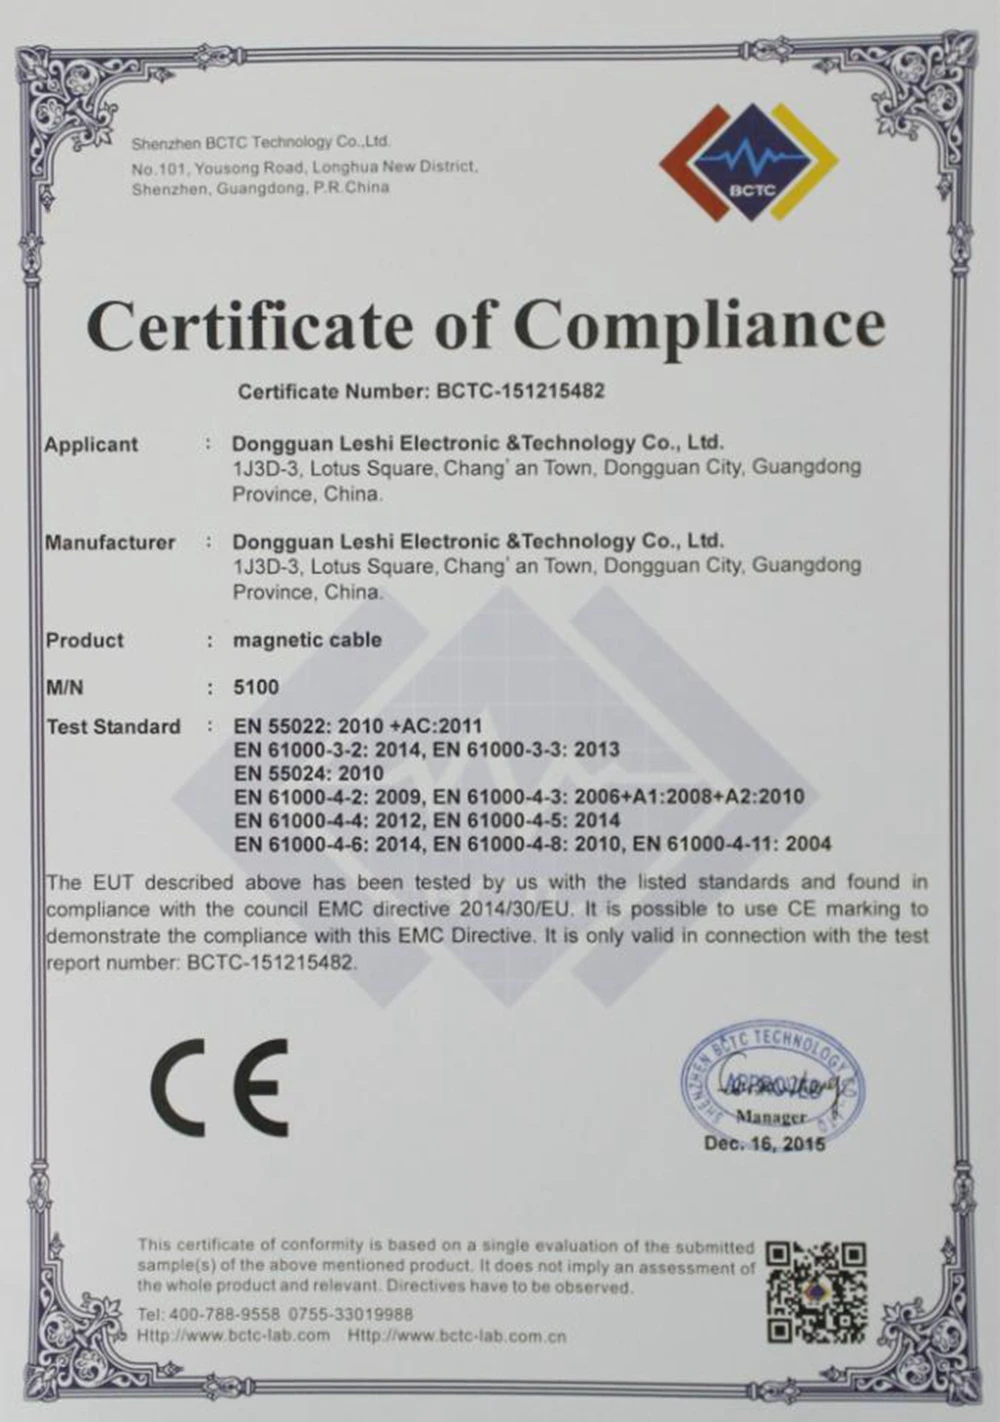 Shenzhen BCTC Technology Co.,Ltd.
No.101, Yousong Road, Longhua New District,
Shenzhen, Guangdong, P.R.China
BCTC
Certificate of Compliance
Certificate Number: BCTC-151215482
Applicant : Dongguan Leshi Electronic &Technology Co., Ltd.
1J3D-3, Lotus Square, Chang' an Town, Dongguan City, Guangdong
Province, China.
Manufacturer : Dongguan Leshi Electronic &Technology Co., Ltd.
1J3D-3, Lotus Square, Chang' an Town, Dongguan City, Guangdong
Province, China.
Product : magnetic cable
M/N : 5100
Test Standard : EN 55022: 2010 +AC:2011
EN 61000-3-2: 2014, EN 61000-3-3: 2013
EN 55024: 2010
EN 61000-4-2: 2009, EN 61000-4-3: 2006+A1:2008+A2:2010
EN 61000-4-4: 2012, EN 61000-4-5: 2014
EN 61000-4-6: 2014, EN 61000-4-8: 2010, EN 61000-4-11: 2004
The EUT described above has been tested by us with the listed standards and found in
compliance with the council EMC directive 2014/30/EU. It is possible to use CE marking to
demonstrate the compliance with this EMC Directive. It is only valid in connection with the test
report number: BCTC-151215482.
CE
SHENZHEN BCTC TECHNOLOGY CO., LTD
APPROVED
Manager
Dec. 16, 2015
This certificate of conformity is based on a single evaluation of the submitted
sample(s) of the above mentioned product. It does not imply an assessment of
the whole product and relevant. Directives have to be observed.
Tel: 400-788-9558 0755-33019988
Http://www.bctc-lab.com Http://www.bctc-lab.com.cn